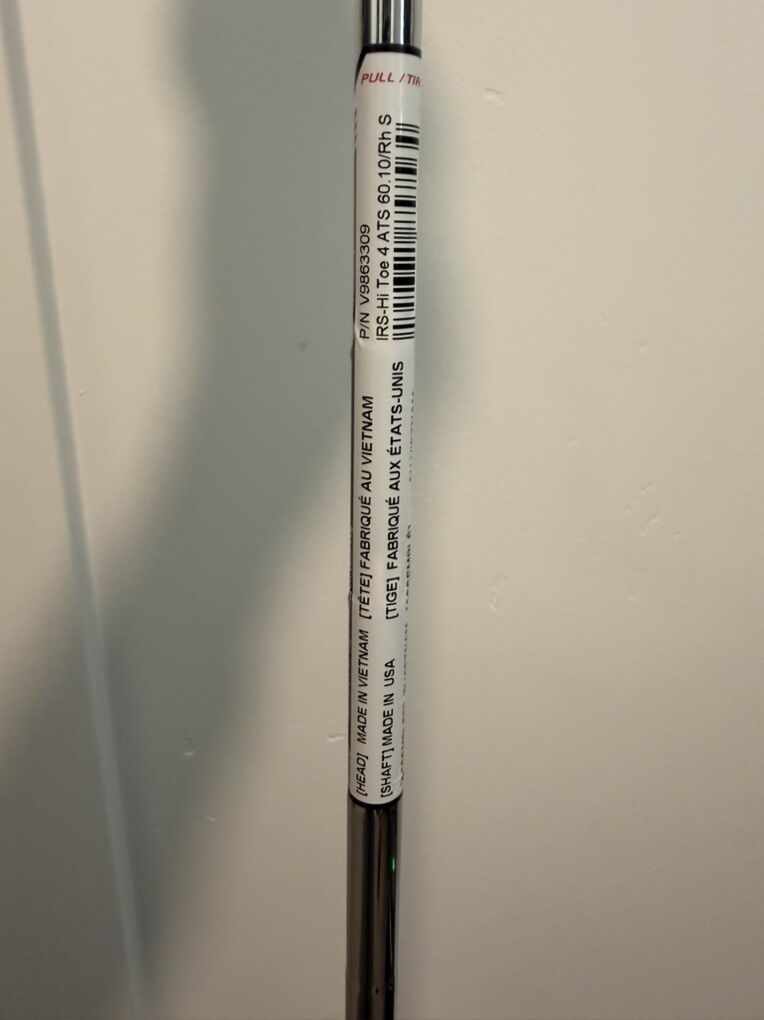 PULL / TIR
P/N V9863309
IRS-Hi Toe 4 ATS 60.10/Rh S
[HEAD] MADE IN VIETNAM [TÊTE] FABRIQUÉ AU VIETNAM
[SHAFT] MADE IN USA [TIGE] FABRIQUÉ AUX ÉTATS-UNIS